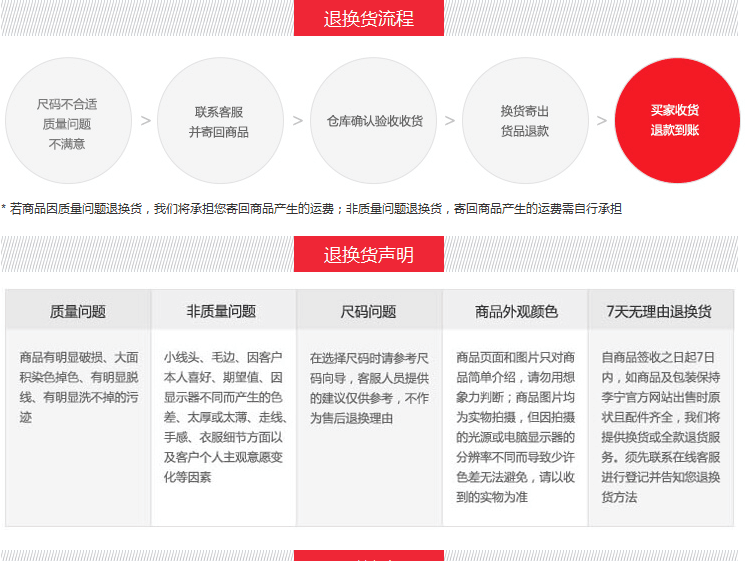 退换货流程
尺码不合适
质量问题
不满意
>
联系客服
并寄回商品
>
仓库确认验收收货
>
换货寄出
货品退款
>
买家收货
退款到账
* 若商品因质量问题退换货，我们将承担您寄回商品产生的运费；非质量问题退换货，寄回商品产生的运费需自行承担
退换货声明
质量问题
商品有明显破损、大面
积染色掉色、有明显脱
线、有明显洗不掉的污
迹
非质量问题
小线头、毛边、因客户
本人喜好、期望值、因
显示器不同而产生的色
差、太厚或太薄、走线、
手感、衣服细节方面以
及客户个人主观意愿变
化等因素
尺码问题
在选择尺码时请参考尺
码向导，客服人员提供
的建议仅供参考，不作
为售后退换理由
商品外观颜色
商品页面和图片只对商
品简单介绍，请勿用想
象力判断；商品图片均
为实物拍摄，但因拍摄
的光源或电脑显示器的
分辨率不同而导致少许
色差无法避免，请以收
到的实物为准
7天无理由退换货
自商品签收之日起7日
内，如商品及包装保持
李宁官方网站出售时原
状且配件齐全，我们将
提供换货或全款退货服
务。须先联系在线客服
进行登记并告知您退换
货方法